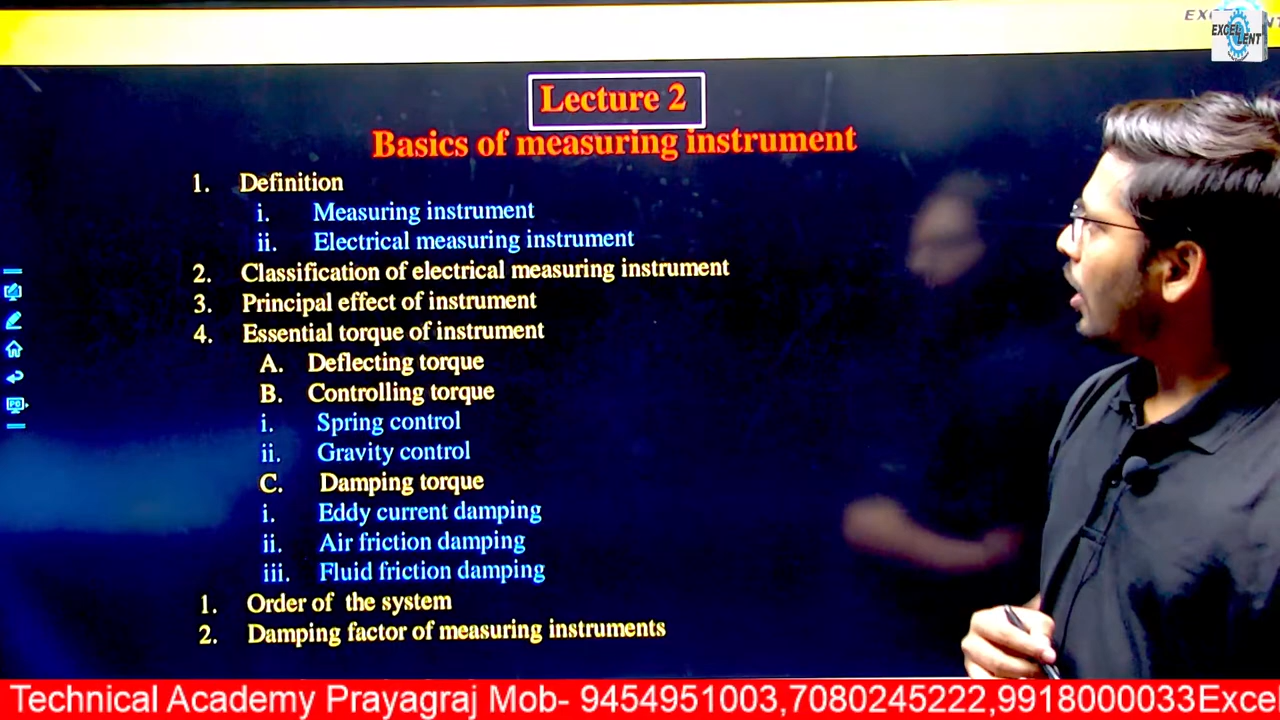 EXCELLENT
Lecture 2
Basics of measuring instrument
1. Definition
i. Measuring instrument
ii. Electrical measuring instrument
2. Classification of electrical measuring instrument
3. Principal effect of instrument
4. Essential torque of instrument
A. Deflecting torque
B. Controlling torque
i. Spring control
ii. Gravity control
C. Damping torque
i. Eddy current damping
ii. Air friction damping
iii. Fluid friction damping
1. Order of the system
2. Damping factor of measuring instruments
Technical Academy Prayagraj Mob- 9454951003,7080245222,9918000033Excel